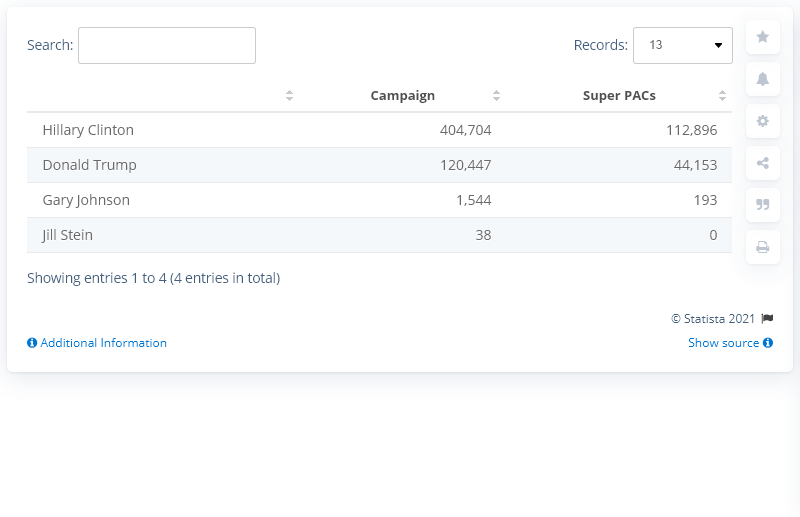 Search:
Records: 13
Campaign Super PACs
Hillary Clinton 404,704 112,896
Donald Trump 120,447 44,153
Gary Johnson 1,544 193
Jill Stein 38 0
Showing entries 1 to 4 (4 entries in total)
© Statista 2021
Additional Information Show source